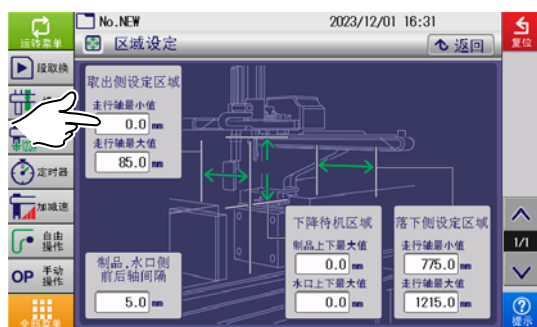 No.NEW
2023/12/01 16:31
运转菜单
区域设定
返回
复位
段取换
取出侧设定区域
走行轴最小值
0.0 mm
走行轴最大值
85.0 mm
定时器
加减速
自由
操作
OP 手动
操作
全部菜单
制品,水口侧
前后轴间隔
5.0 mm
下降待机区域
制品上下最大值
0.0 mm
水口上下最大值
0.0 mm
落下侧设定区域
走行轴最小值
775.0 mm
走行轴最大值
1215.0 mm
1/1
提示